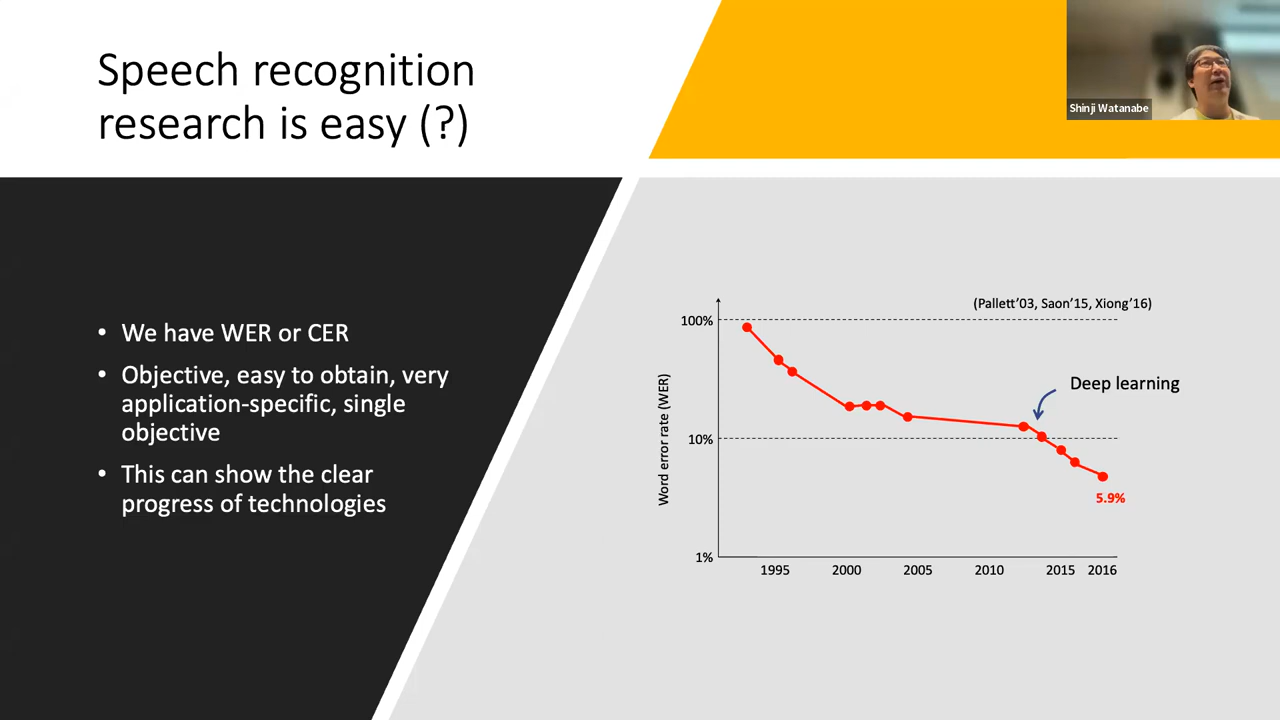 Speech recognition
research is easy (?)
Shinji Watanabe
• We have WER or CER
• Objective, easy to obtain, very
application-specific, single
objective
• This can show the clear
progress of technologies
(Pallett’03, Saon’15, Xiong’16)
100%
Deep learning
Word error rate (WER)
10%
5.9%
1%
1995 2000 2005 2010 2015 2016